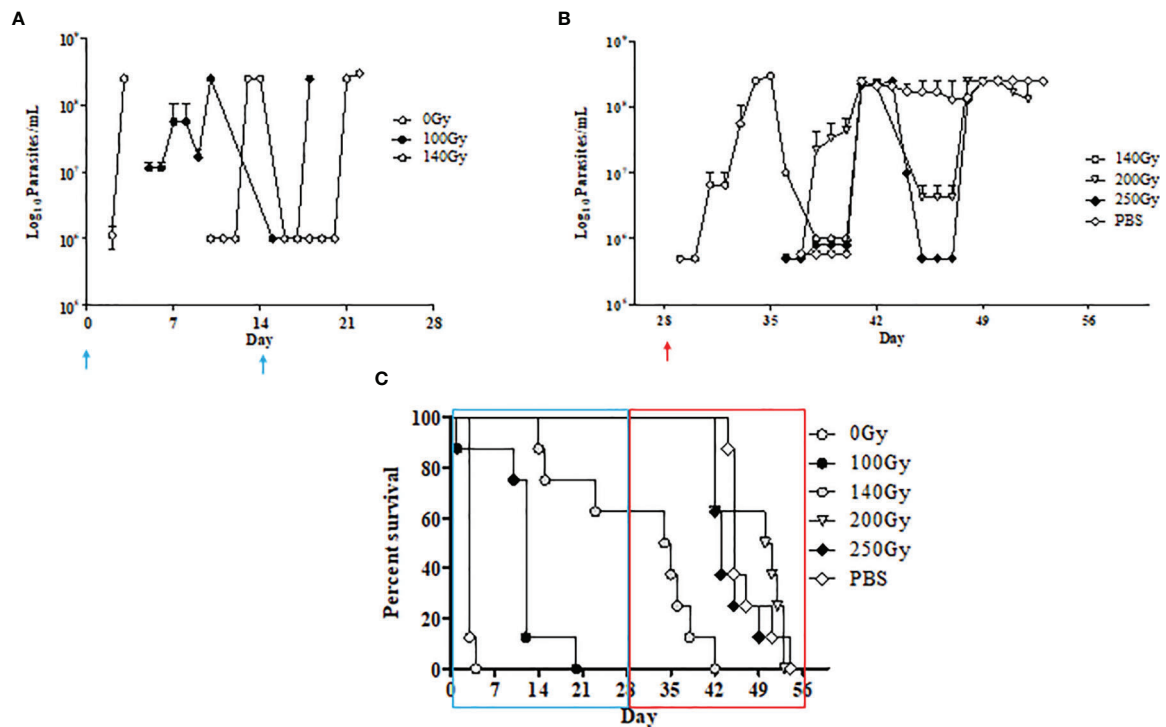 A
Log10 Parasites/mL
10⁹
10⁸
10⁷
10⁶
10⁶
0 7 14 21 28
Day
0Gy
100Gy
140Gy
B
Log10 Parasites/mL
10⁹
10⁸
10⁷
10⁶
10⁶
28 35 42 49 56
Day
140Gy
200Gy
250Gy
PBS
C
Percent survival
100
80
60
40
20
0
0 7 14 21 28 35 42 49 56
Day
0Gy
100Gy
140Gy
200Gy
250Gy
PBS